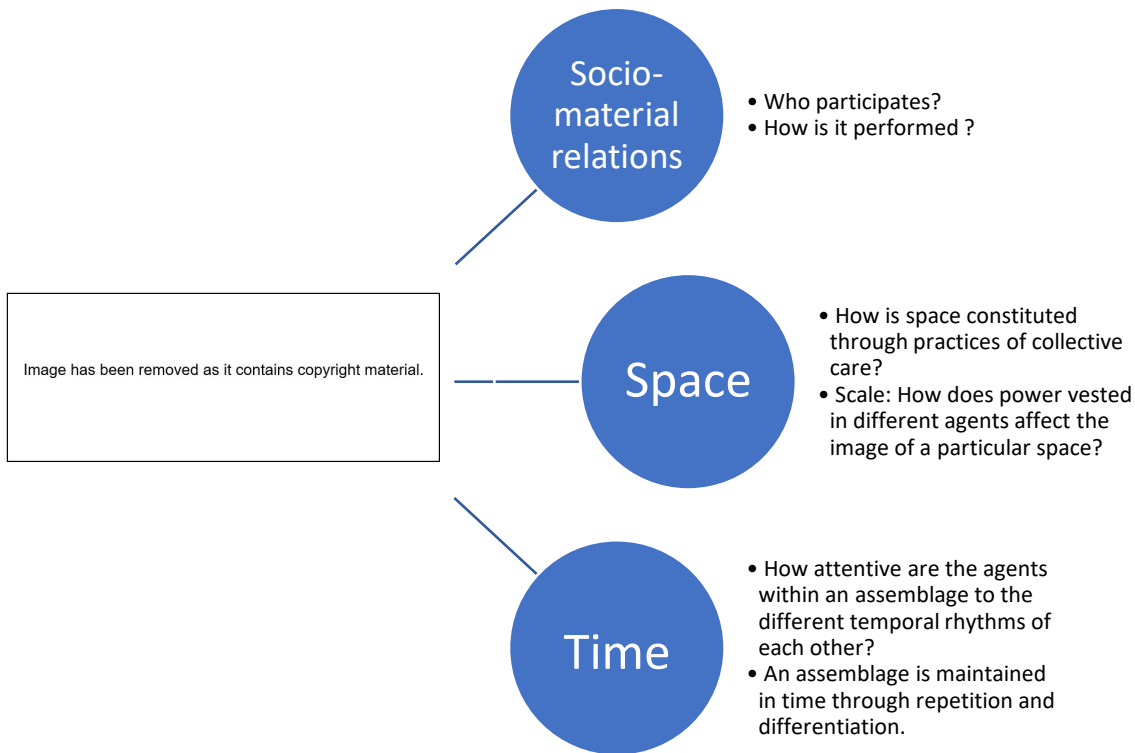 Socio-
material
relations
• Who participates?
• How is it performed ?
Image has been removed as it contains copyright material.
Space
• How is space constituted
through practices of collective
care?
• Scale: How does power vested
in different agents affect the
image of a particular space?
Time
• How attentive are the agents
within an assemblage to the
different temporal rhythms of
each other?
• An assemblage is maintained
in time through repetition and
differentiation.